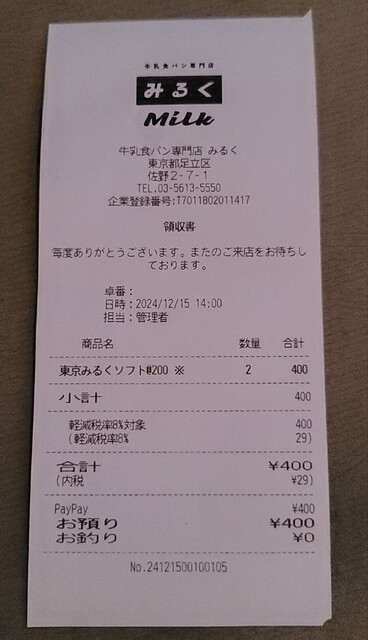 牛乳食パン専門店
みるく
Milk
牛乳食パン専門店 みるく
東京都足立区
佐野2-7-1
TEL.03-5613-5550
企業登録番号:T7011802011417
領収書
毎度ありがとうございます。またのご来店をお待ちし
ております。
卓番:
日時:2024/12/15 14:00
担当:管理者
商品名 数量 合計
東京みるくソフト@200 ※ 2 400
小計 400
軽減税率8%対象 400
(軽減税率8% 29)
合計 ¥400
(内税 ¥29)
PayPay ¥400
お預り ¥400
お釣り ¥0
No.24121500100105